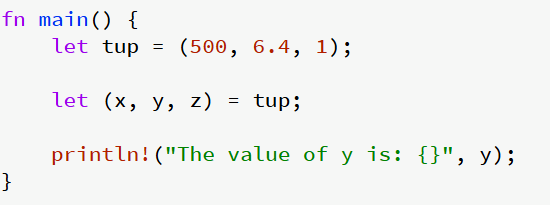 fn main() {
    let tup = (500, 6.4, 1);
    let (x, y, z) = tup;
    println!("The value of y is: {}", y);
}